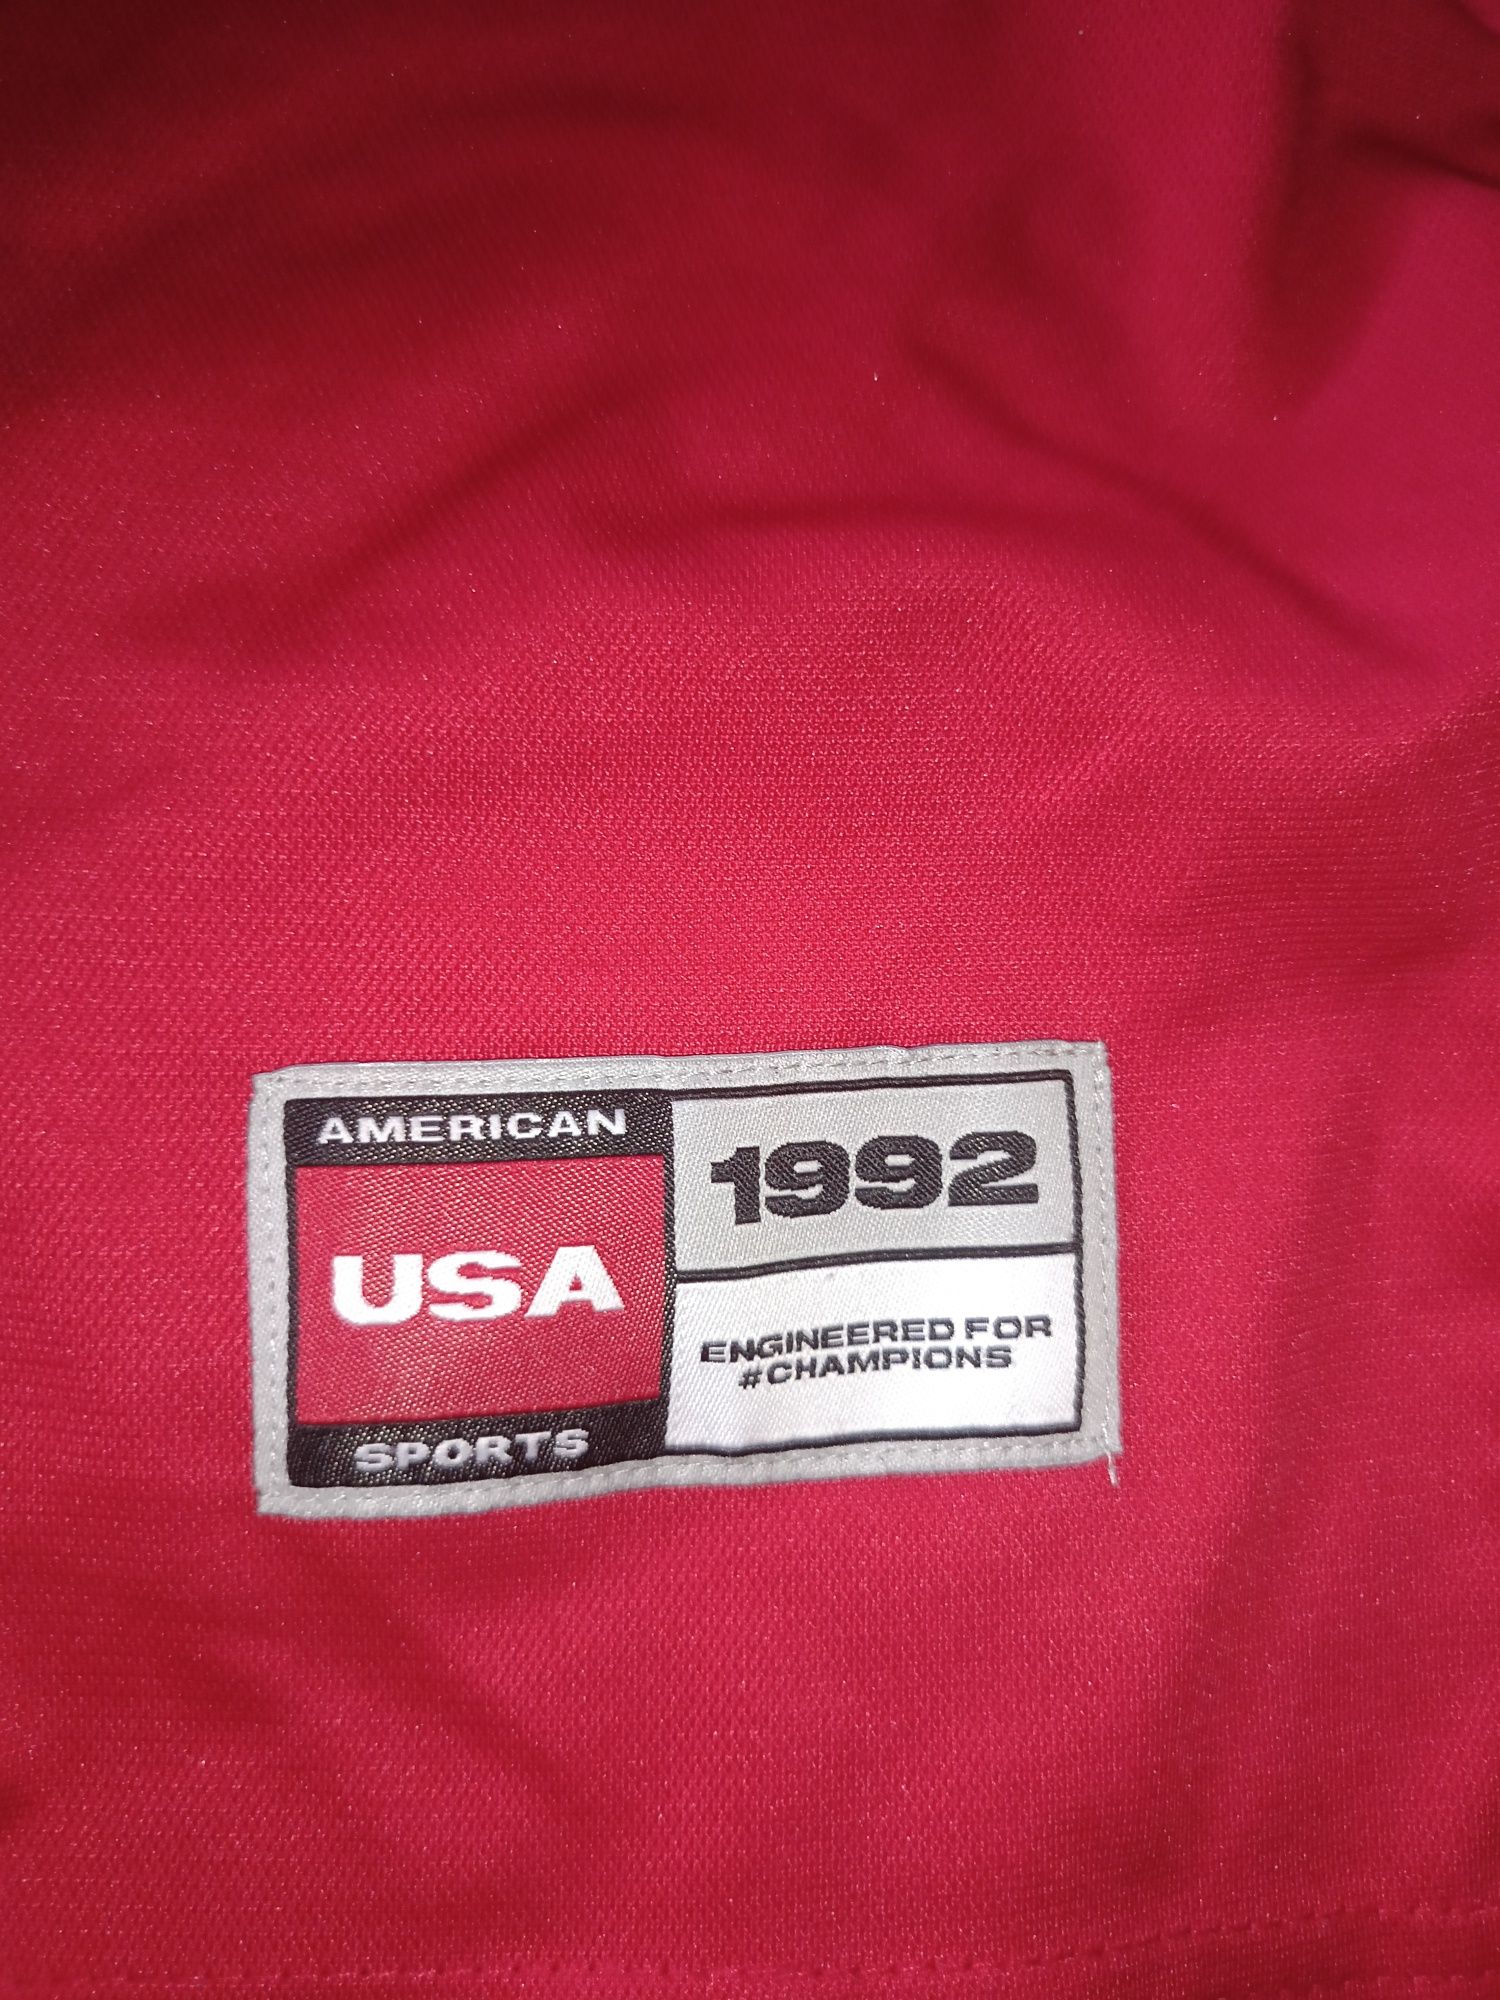 AMERICAN
USA
SPORTS
1992
ENGINEERED FOR
#CHAMPIONS